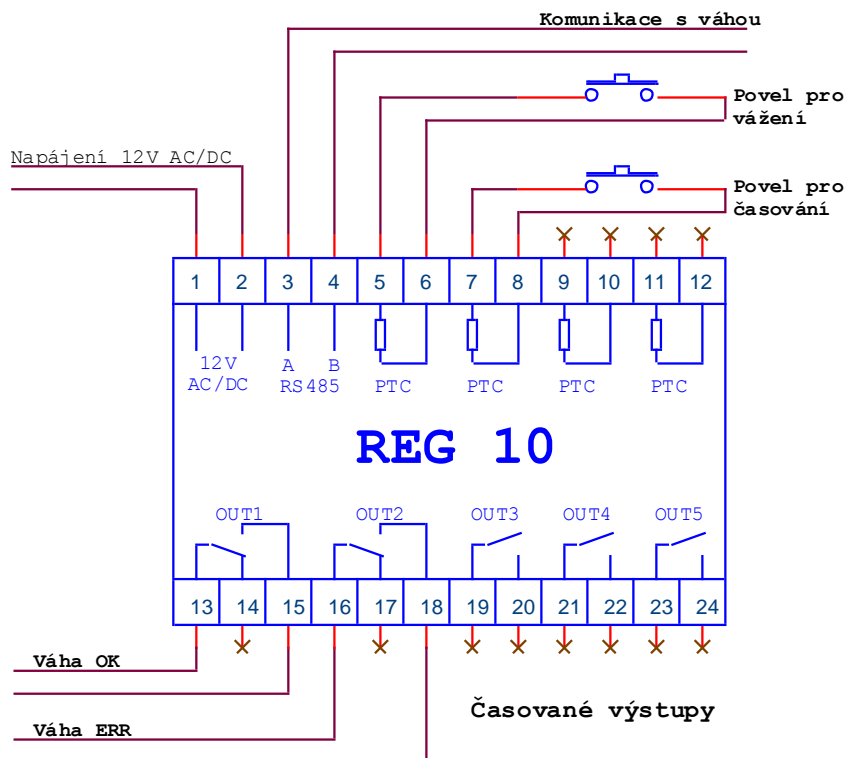 Komunikace s váhou
Povel pro
vážení
Napájení 12V AC/DC
Povel pro
časování
1 2 3 4 5 6 7 8 9 10 11 12
12V
AC/DC
A B
RS485
PTC PTC PTC PTC
REG 10
OUT1 OUT2 OUT3 OUT4 OUT5
13 14 15 16 17 18 19 20 21 22 23 24
Váha OK
Časované výstupy
Váha ERR